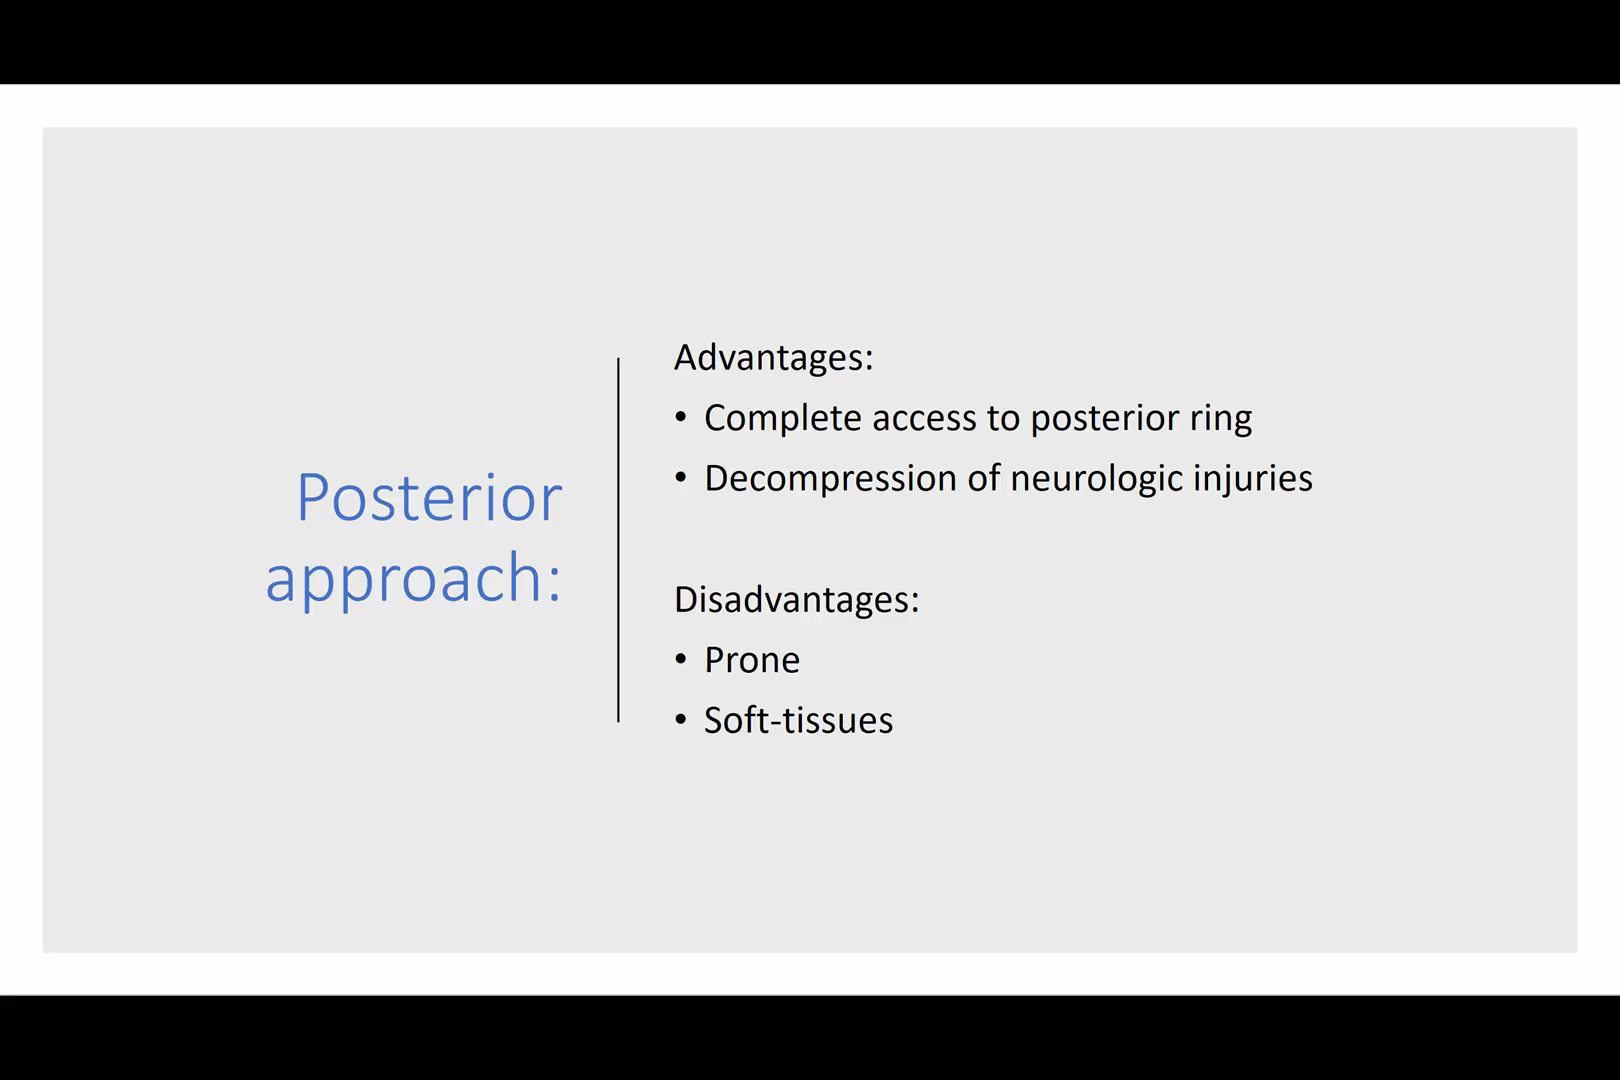 Posterior
approach:
Advantages:
• Complete access to posterior ring
• Decompression of neurologic injuries
Disadvantages:
• Prone
• Soft-tissues